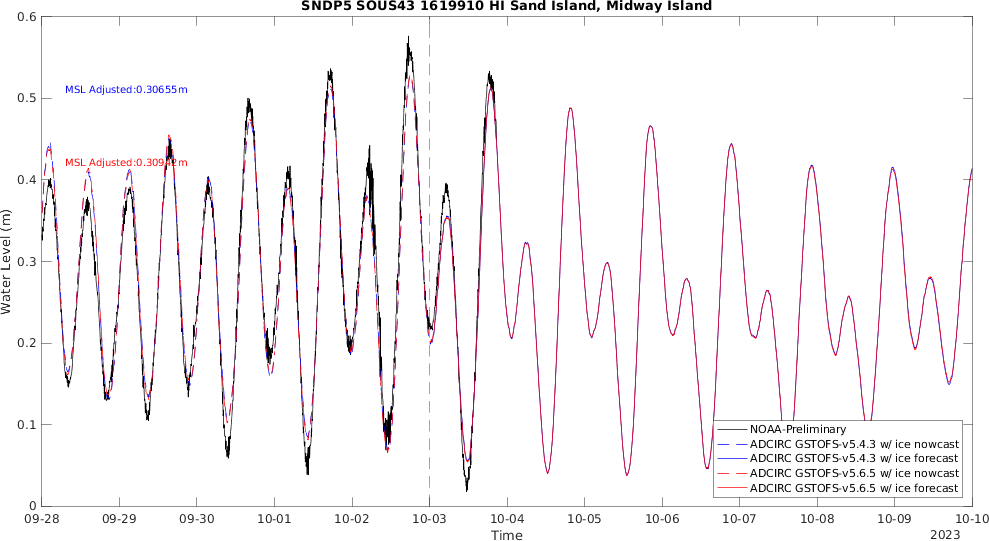 SNDP5 SOUS43 1619910 HI Sand Island, Midway Island
0.6
0.5
0.4
0.3
0.2
0.1
0
Water Level (m)
MSL Adjusted:0.30655m
MSL Adjusted:0.30942m
NOAA-Preliminary
ADCIRC GSTOFS-v5.4.3 w/ ice nowcast
ADCIRC GSTOFS-v5.4.3 w/ ice forecast
ADCIRC GSTOFS-v5.6.5 w/ ice nowcast
ADCIRC GSTOFS-v5.6.5 w/ ice forecast
09-28 09-29 09-30 10-01 10-02 10-03 10-04 10-05 10-06 10-07 10-08 10-09 10-10
Time
2023